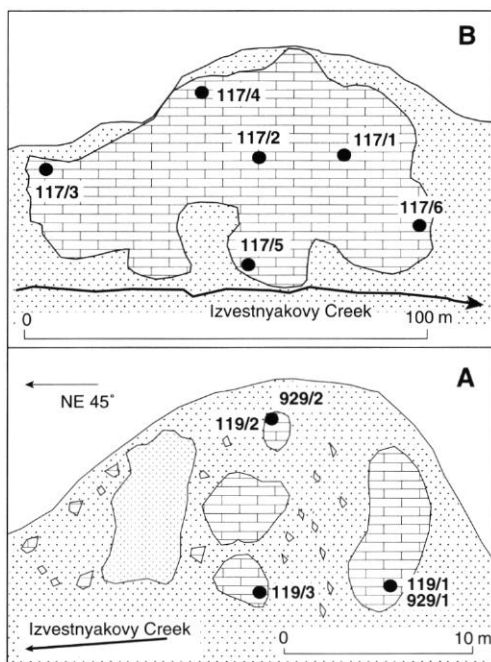 B
117/4
117/2
117/1
117/3
117/6
117/5
Izvestnyakovy Creek
0
100 m
A
NE 45°
929/2
119/2
119/3
119/1
929/1
Izvestnyakovy Creek
0
10 m